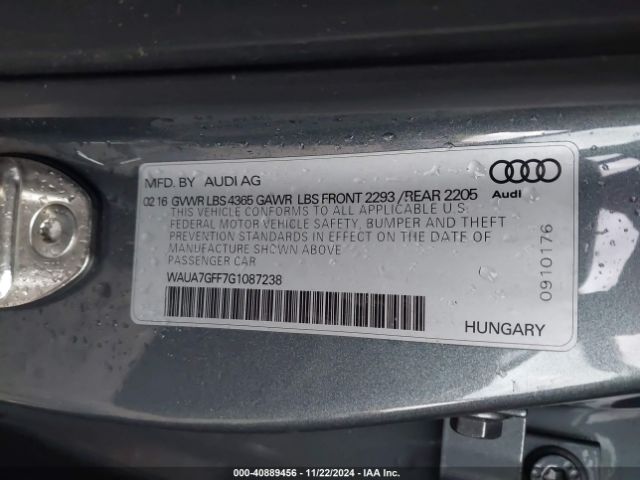 MFD. BY AUDI AG
02 16 GVWR LBS 4365 GAWR LBS FRONT 2293 /REAR 2205
THIS VEHICLE CONFORMS TO ALL APPLICABLE U.S.
FEDERAL MOTOR VEHICLE SAFETY, BUMPER AND THEFT
PREVENTION STANDARDS IN EFFECT ON THE DATE OF
MANUFACTURE SHOWN ABOVE
PASSENGER CAR
WAUA7GFF7G1087238
Audi
0910176
HUNGARY
000-40889456 - 11/22/2024 - IAA Inc.